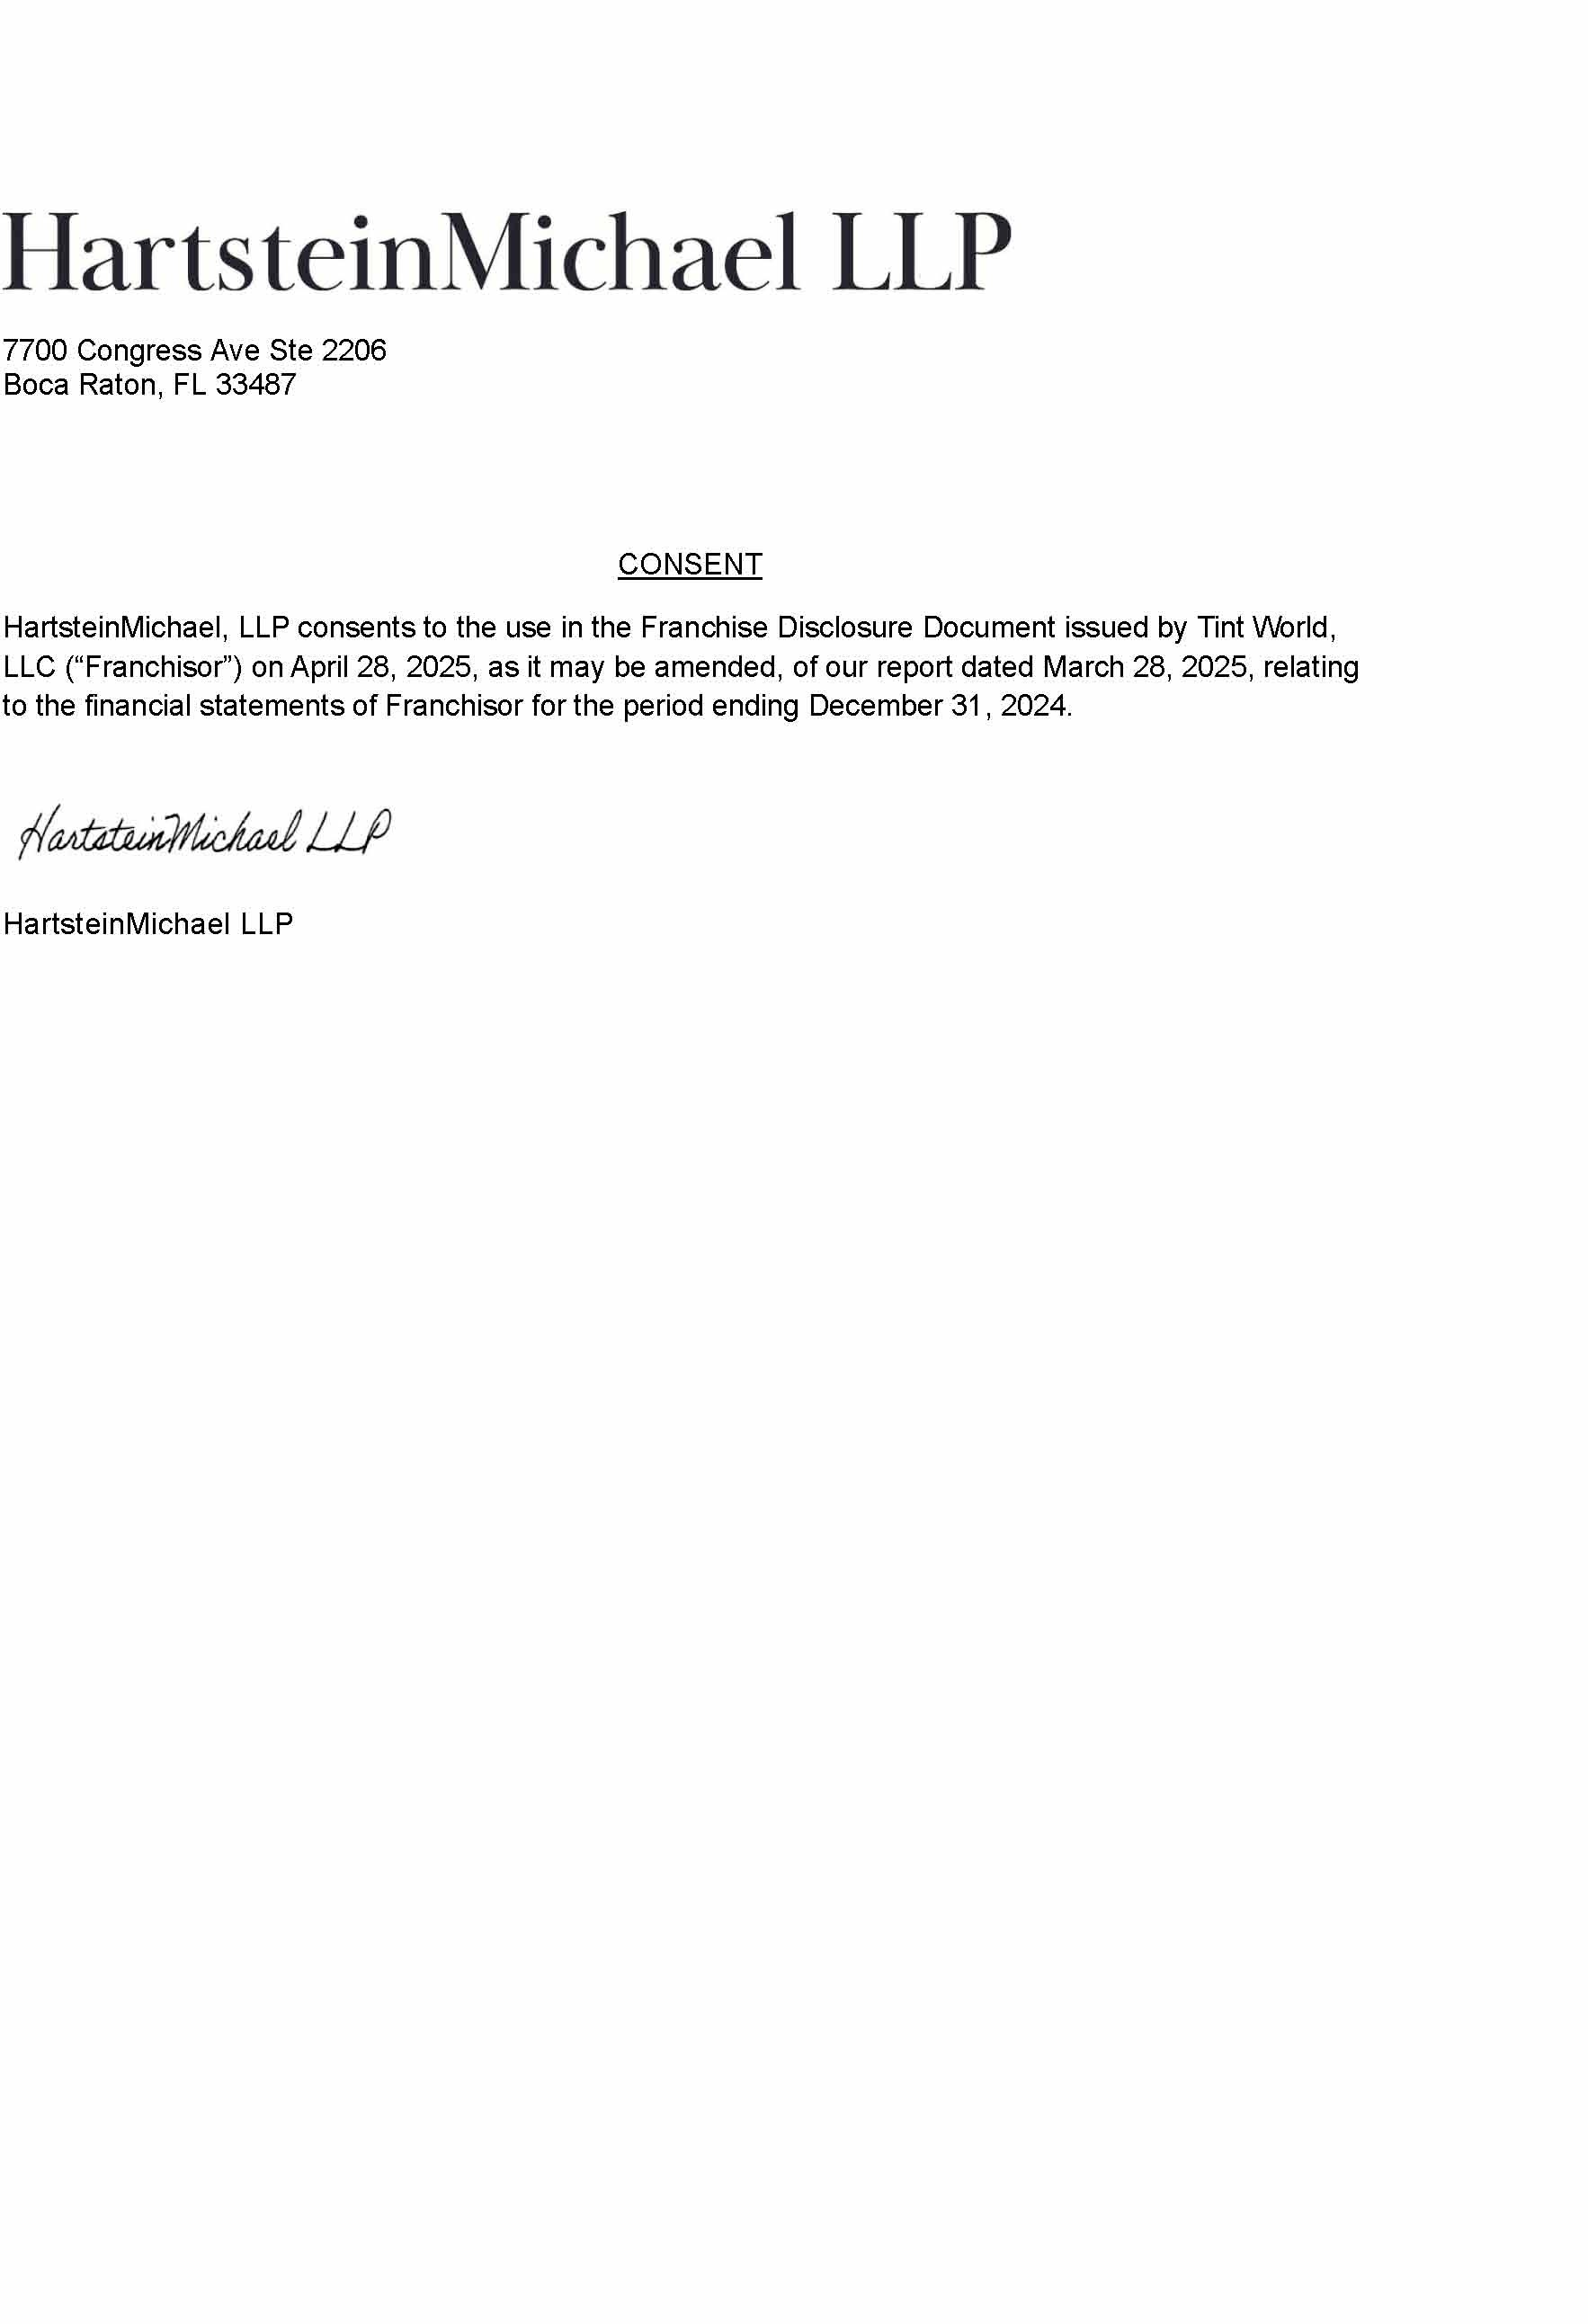 HartsteinMichael LLP
7700 Congress Ave Ste 2206
Boca Raton, FL 33487
CONSENT
HartsteinMichael, LLP consents to the use in the Franchise Disclosure Document issued by Tint World,
LLC (“Franchisor”) on April 28, 2025, as it may be amended, of our report dated March 28, 2025, relating
to the financial statements of Franchisor for the period ending December 31, 2024.
HartsteinMichael LLP
HartsteinMichael LLP